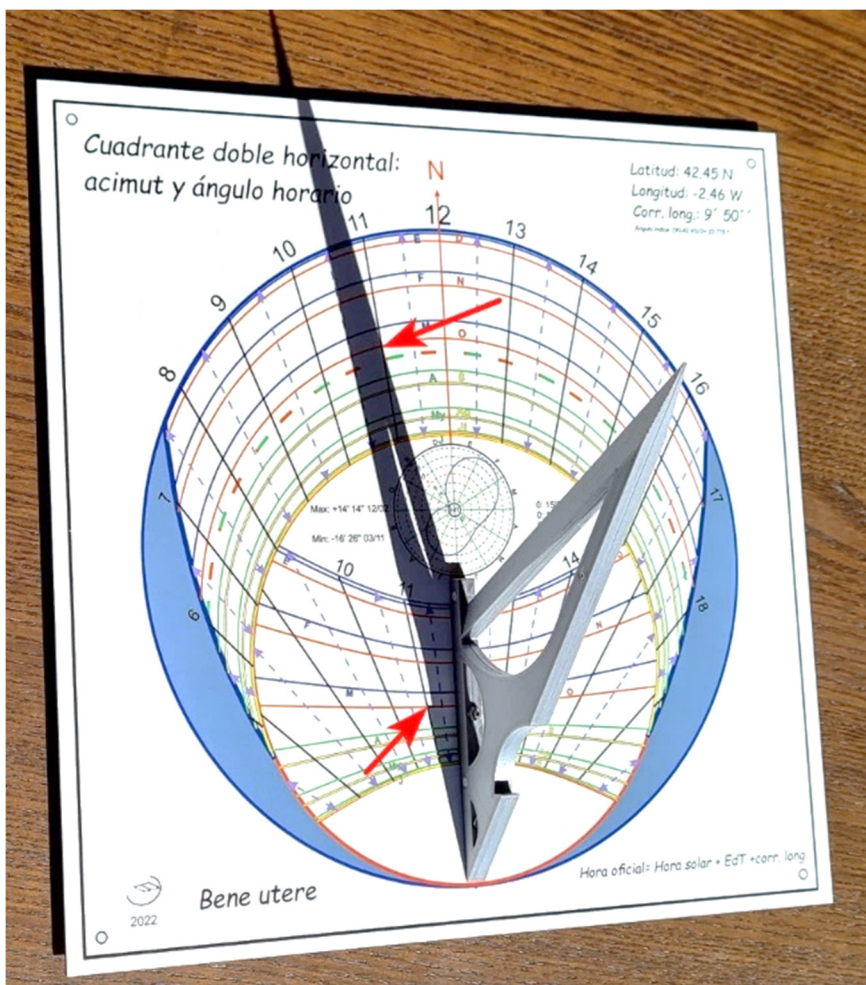 Cuadrante doble horizontal:
acimut y ángulo horario
Latitud: 42.45 N
Longitud: -2.46 W
Corr. long.: 9' 50''
N
8
9
10
11
12
13
14
15
16
17
18
7
6
E D
F N
M O
A S
My
Max: +14' 14" 12/02
Min: -16' 26" 03/11
E
10
11
14
F
N
M
O
A
Hora oficial= Hora solar + EdT +corr. long
Bene utere
2022